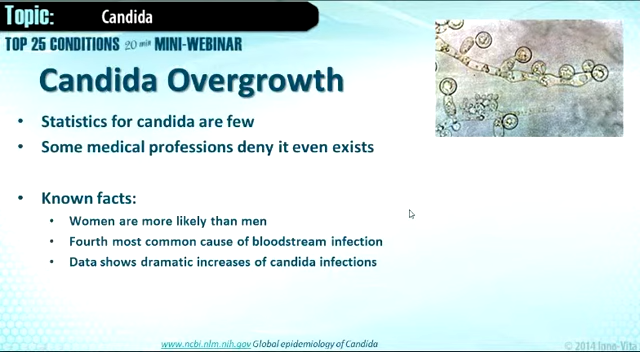 Topic: Candida
TOP 25 CONDITIONS 20 min MINI-WEBINAR
Candida Overgrowth
• Statistics for candida are few
• Some medical professions deny it even exists
• Known facts:
• Women are more likely than men
• Fourth most common cause of bloodstream infection
• Data shows dramatic increases of candida infections
www.ncbi.nlm.nih.gov Global epidemiology of Candida
© 2014 Iono-Vita